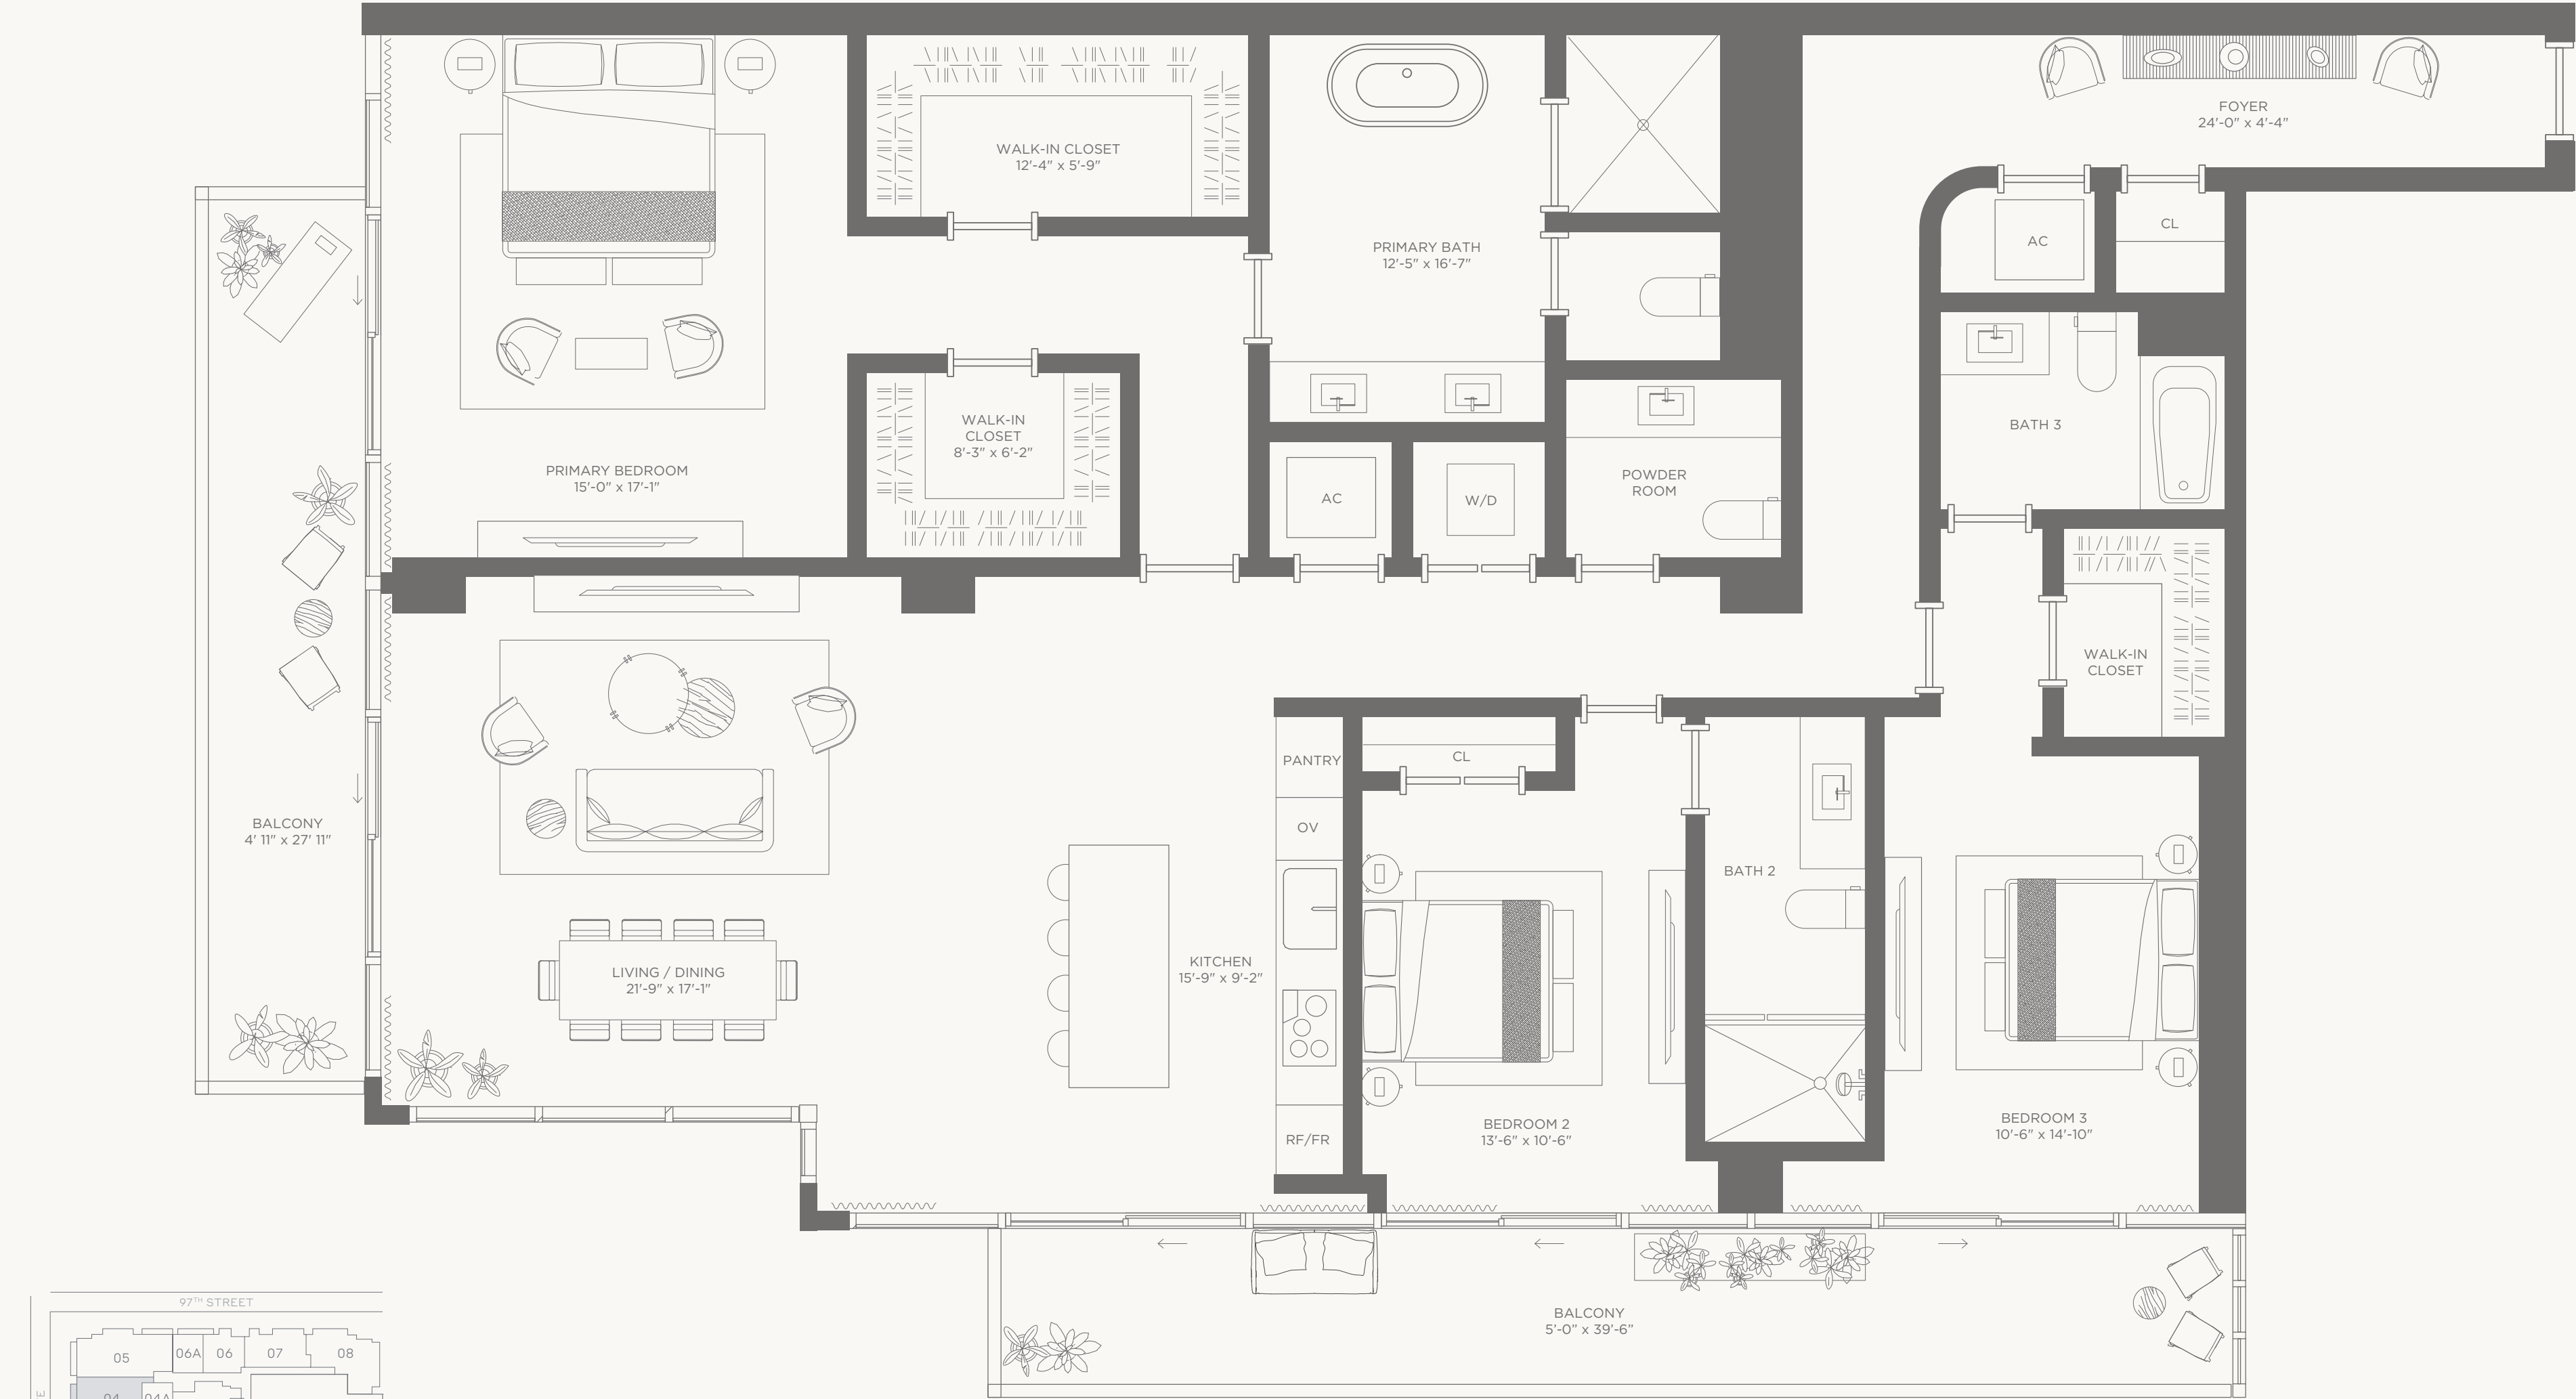 FOYER
24'-0" x 4'-4"
WALK-IN CLOSET
12'-4" x 5'-9"
PRIMARY BATH
12'-5" x 16'-7"
AC
CL
WALK-IN
CLOSET
8'-3" x 6'-2"
BATH 3
PRIMARY BEDROOM
15'-0" x 17'-1"
AC
W/D
POWDER
ROOM
WALK-IN
CLOSET
PANTRY
CL
BALCONY
4' 11" x 27' 11"
OV
BATH 2
LIVING / DINING
21'-9" x 17'-1"
KITCHEN
15'-9" x 9'-2"
RF/FR
BEDROOM 2
13'-6" x 10'-6"
BEDROOM 3
10'-6" x 14'-10"
BALCONY
5'-0” x 39'-6”
97TH STREET
05
06A
06
07
08
04
04A
E